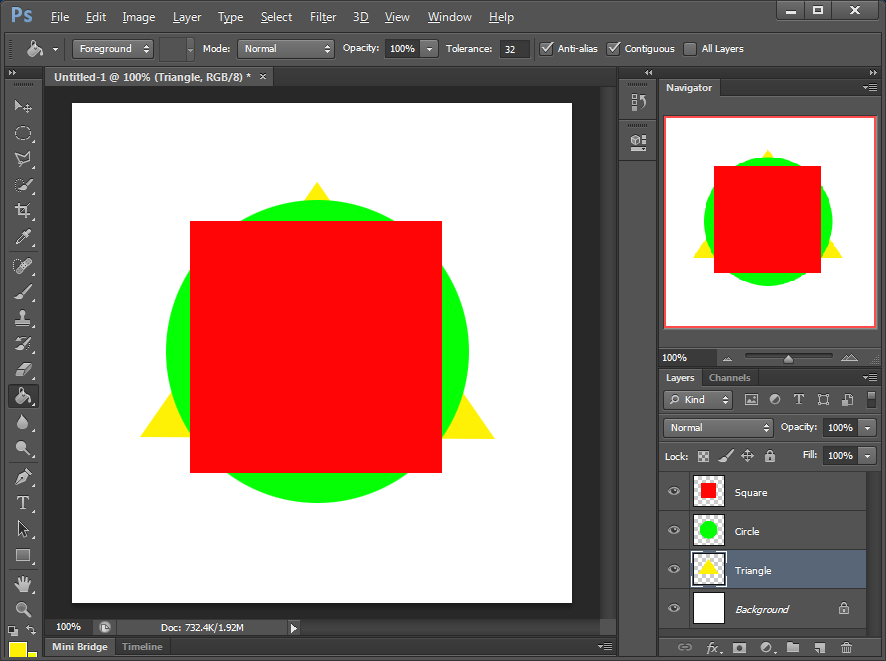 Ps File Edit Image Layer Type Select Filter 3D View Window Help
Foreground Mode: Normal Opacity: 100% Tolerance: 32 Anti-alias Contiguous All Layers
Untitled-1 @ 100% (Triangle, RGB/8) * ×
Navigator
100%
Layers Channels
Kind T
Normal Opacity: 100%
Lock: Fill: 100%
Square
Circle
Triangle
Background
fx
T
100% Doc: 732.4K/1.92M
Mini Bridge Timeline